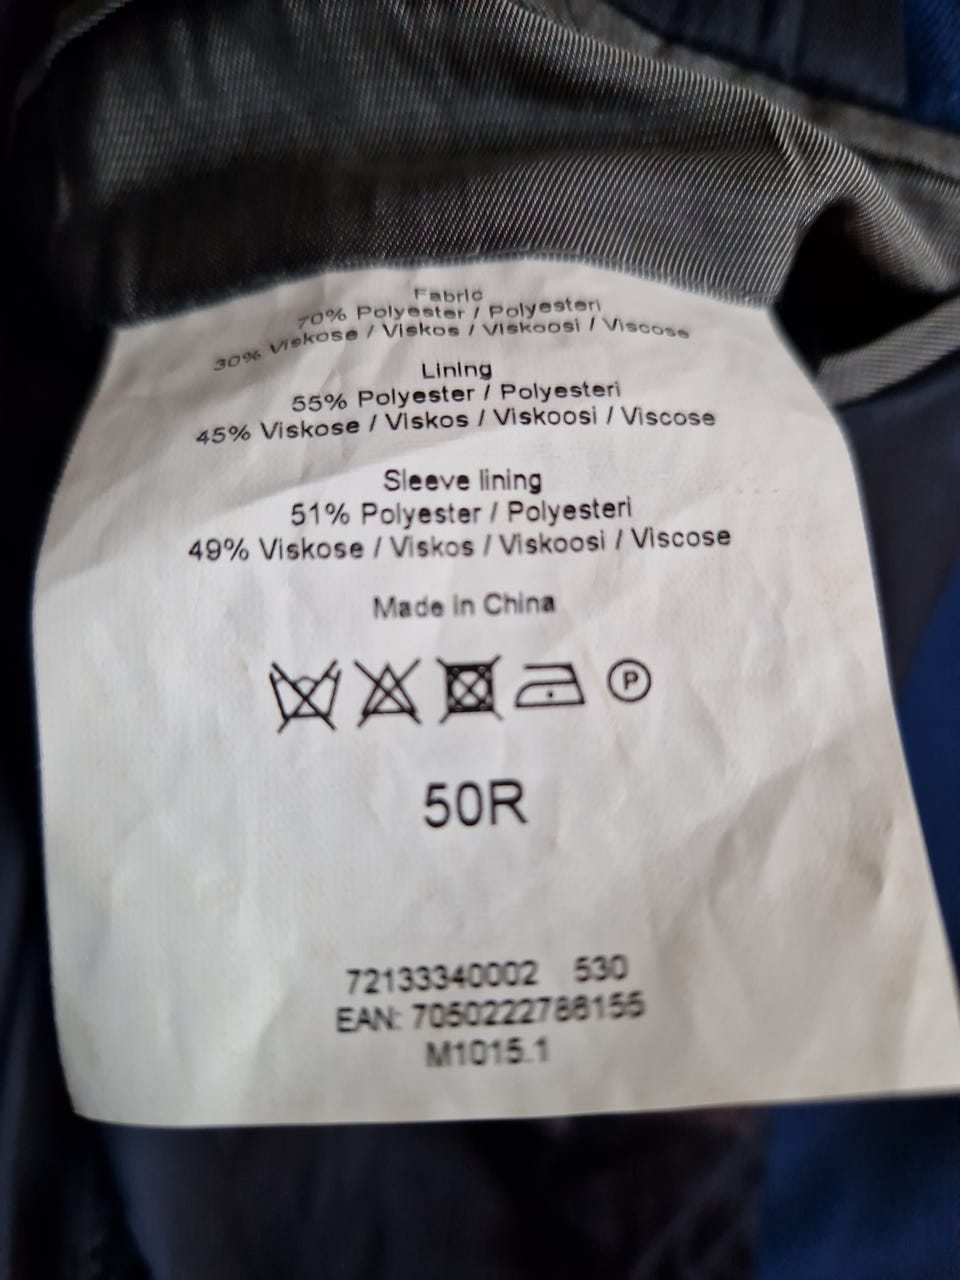 Fabric
70% Polyester / Polyesteri
30% Viskose / Viskos / Viskoosi / Viscose
Lining
55% Polyester / Polyesteri
45% Viskose / Viskos / Viskoosi / Viscose
Sleeve lining
51% Polyester / Polyesteri
49% Viskose / Viskos / Viskoosi / Viscose
Made in China
P
50R
72133340002 530
EAN: 7050222786155
M1015.1